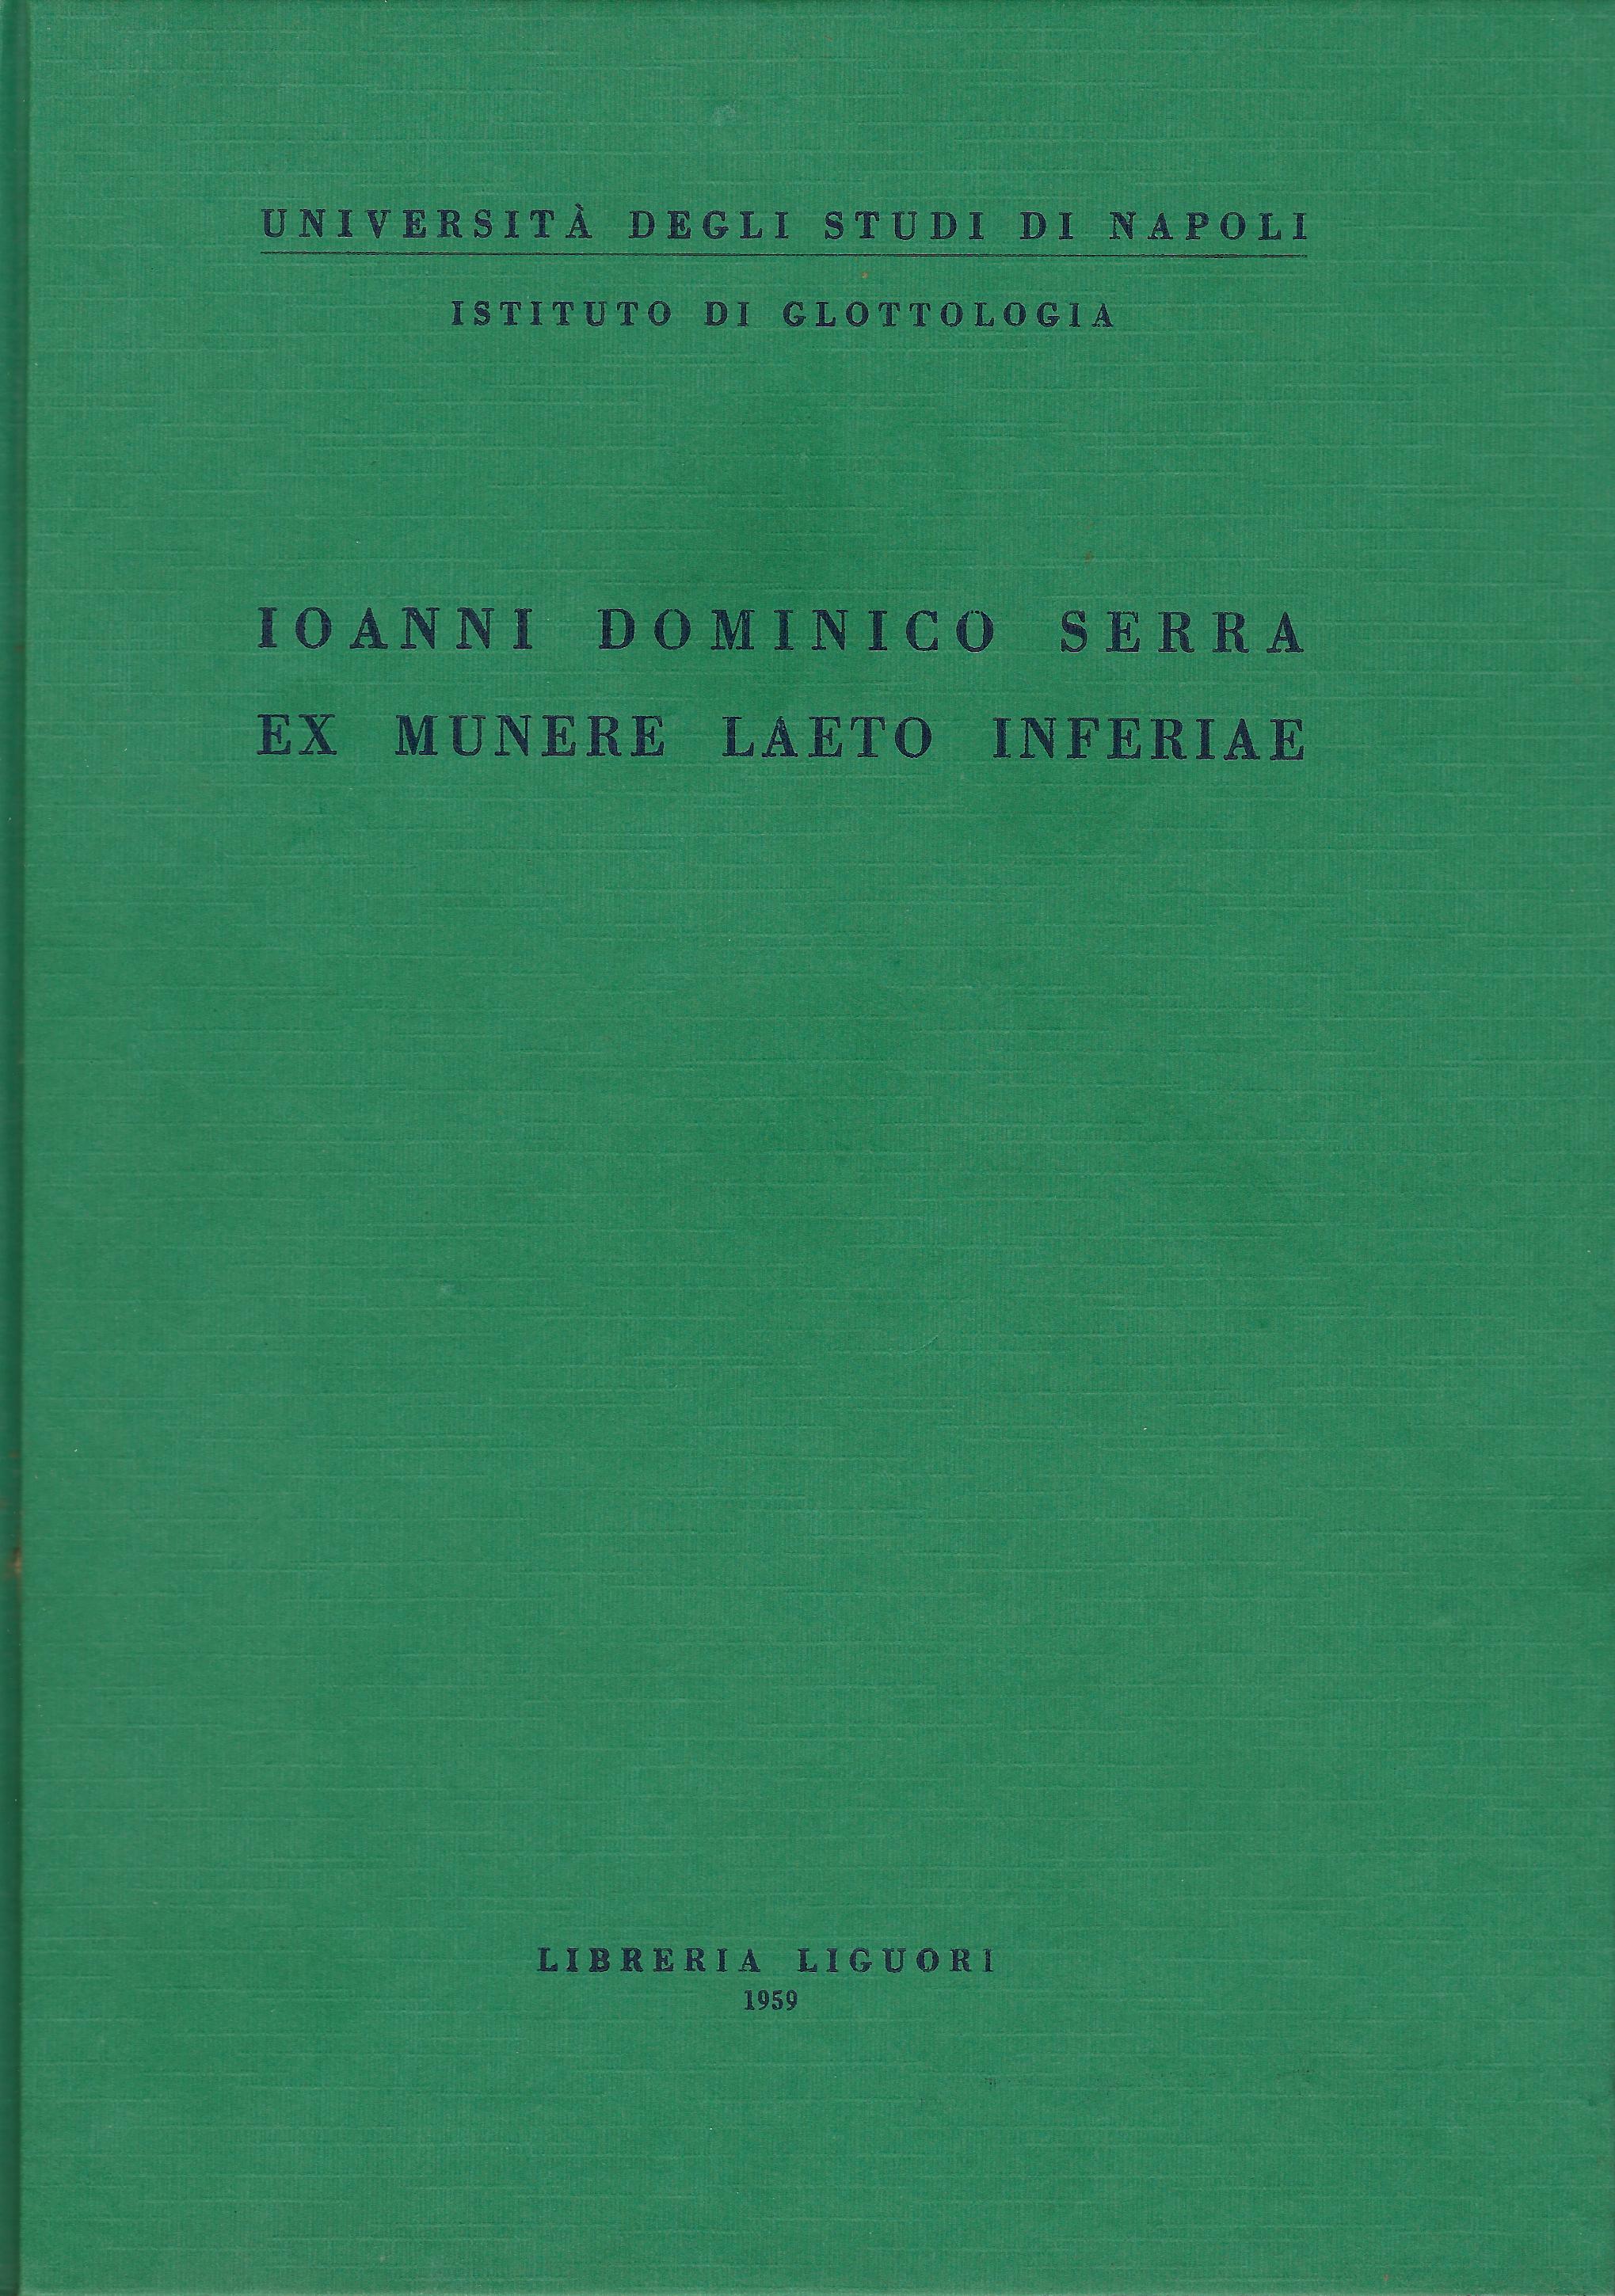 UNIVERSITÀ DEGLI STUDI DI NAPOLI
ISTITUTO DI GLOTTOLOGIA
IOANNI DOMINICO SERRA
EX MUNERE LAETO INFERIAE
LIBRERIA LIGUORI
1959